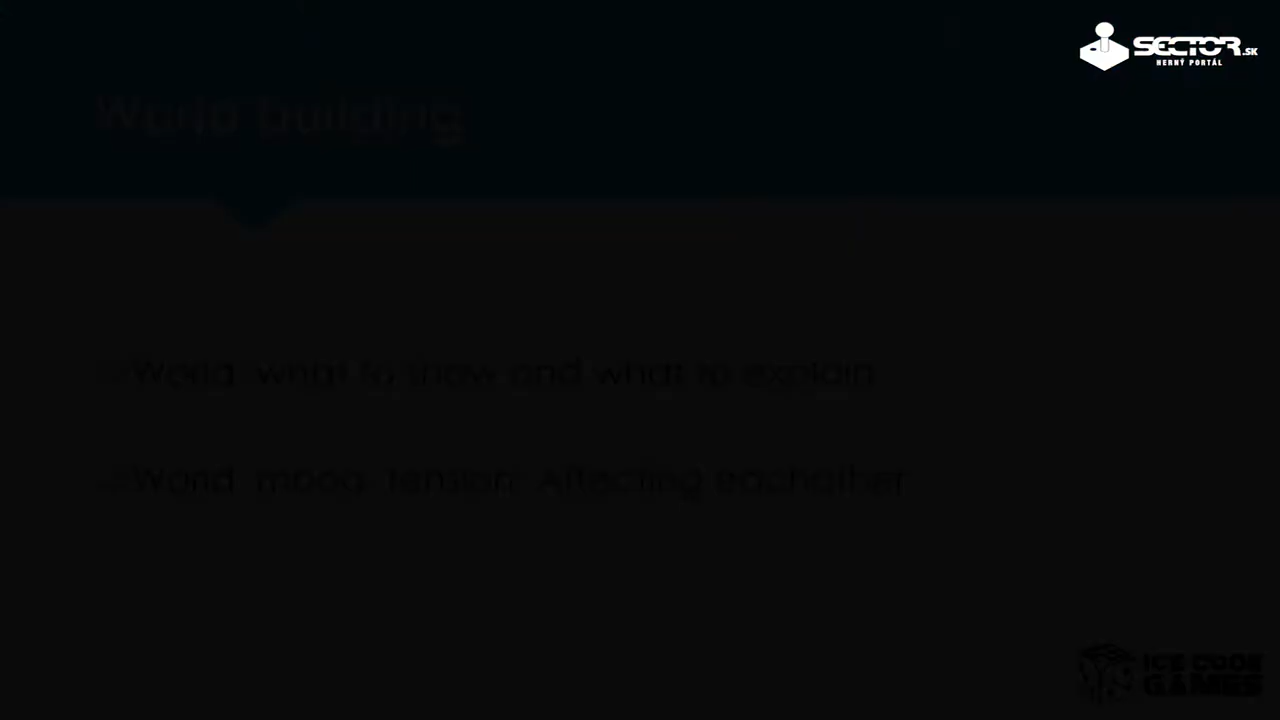 SECTOR.SK
HERNÝ PORTÁL
World building
World: what to show and what to explain
World, mood, tension: Affecting eachother
ICE CODE
GAMES